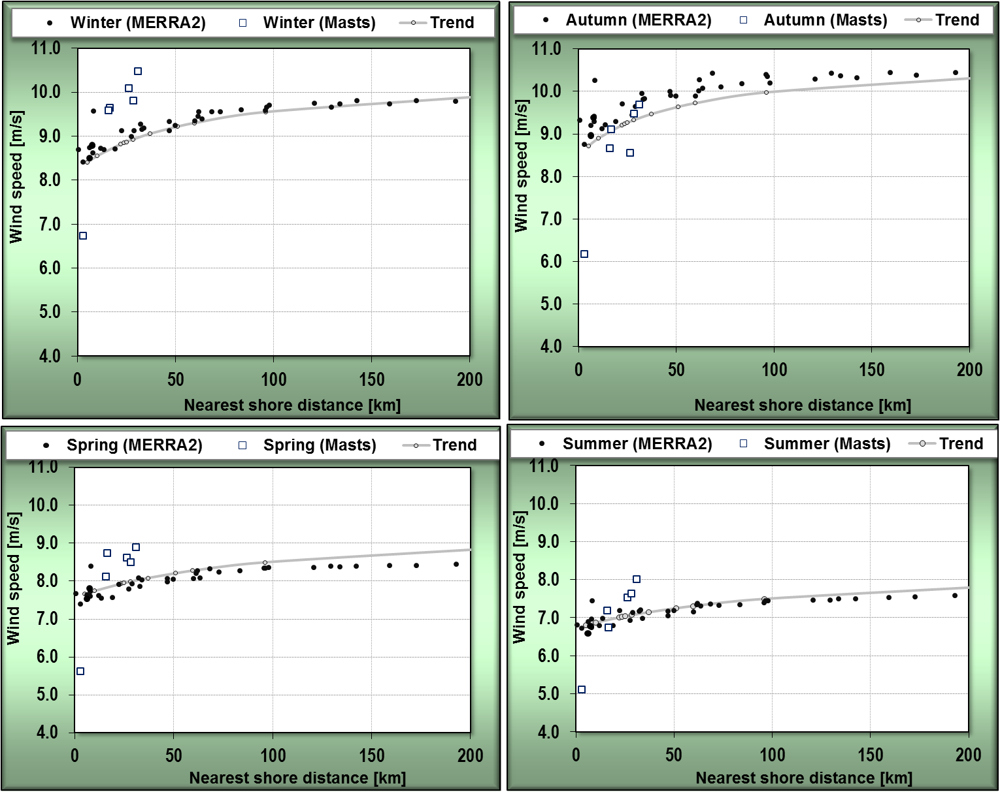 Winter (MERRA2) Winter (Masts) Trend
11.0
10.0
9.0
8.0
7.0
6.0
5.0
4.0
Wind speed [m/s]
0 50 100 150 200
Nearest shore distance [km]
Autumn (MERRA2) Autumn (Masts) Trend
11.0
10.0
9.0
8.0
7.0
6.0
5.0
4.0
Wind speed [m/s]
0 50 100 150 200
Nearest shore distance [km]
Spring (MERRA2) Spring (Masts) Trend
11.0
10.0
9.0
8.0
7.0
6.0
5.0
4.0
Wind speed [m/s]
0 50 100 150 200
Nearest shore distance [km]
Summer (MERRA2) Summer (Masts) Trend
11.0
10.0
9.0
8.0
7.0
6.0
5.0
4.0
Wind speed [m/s]
0 50 100 150 200
Nearest shore distance [km]